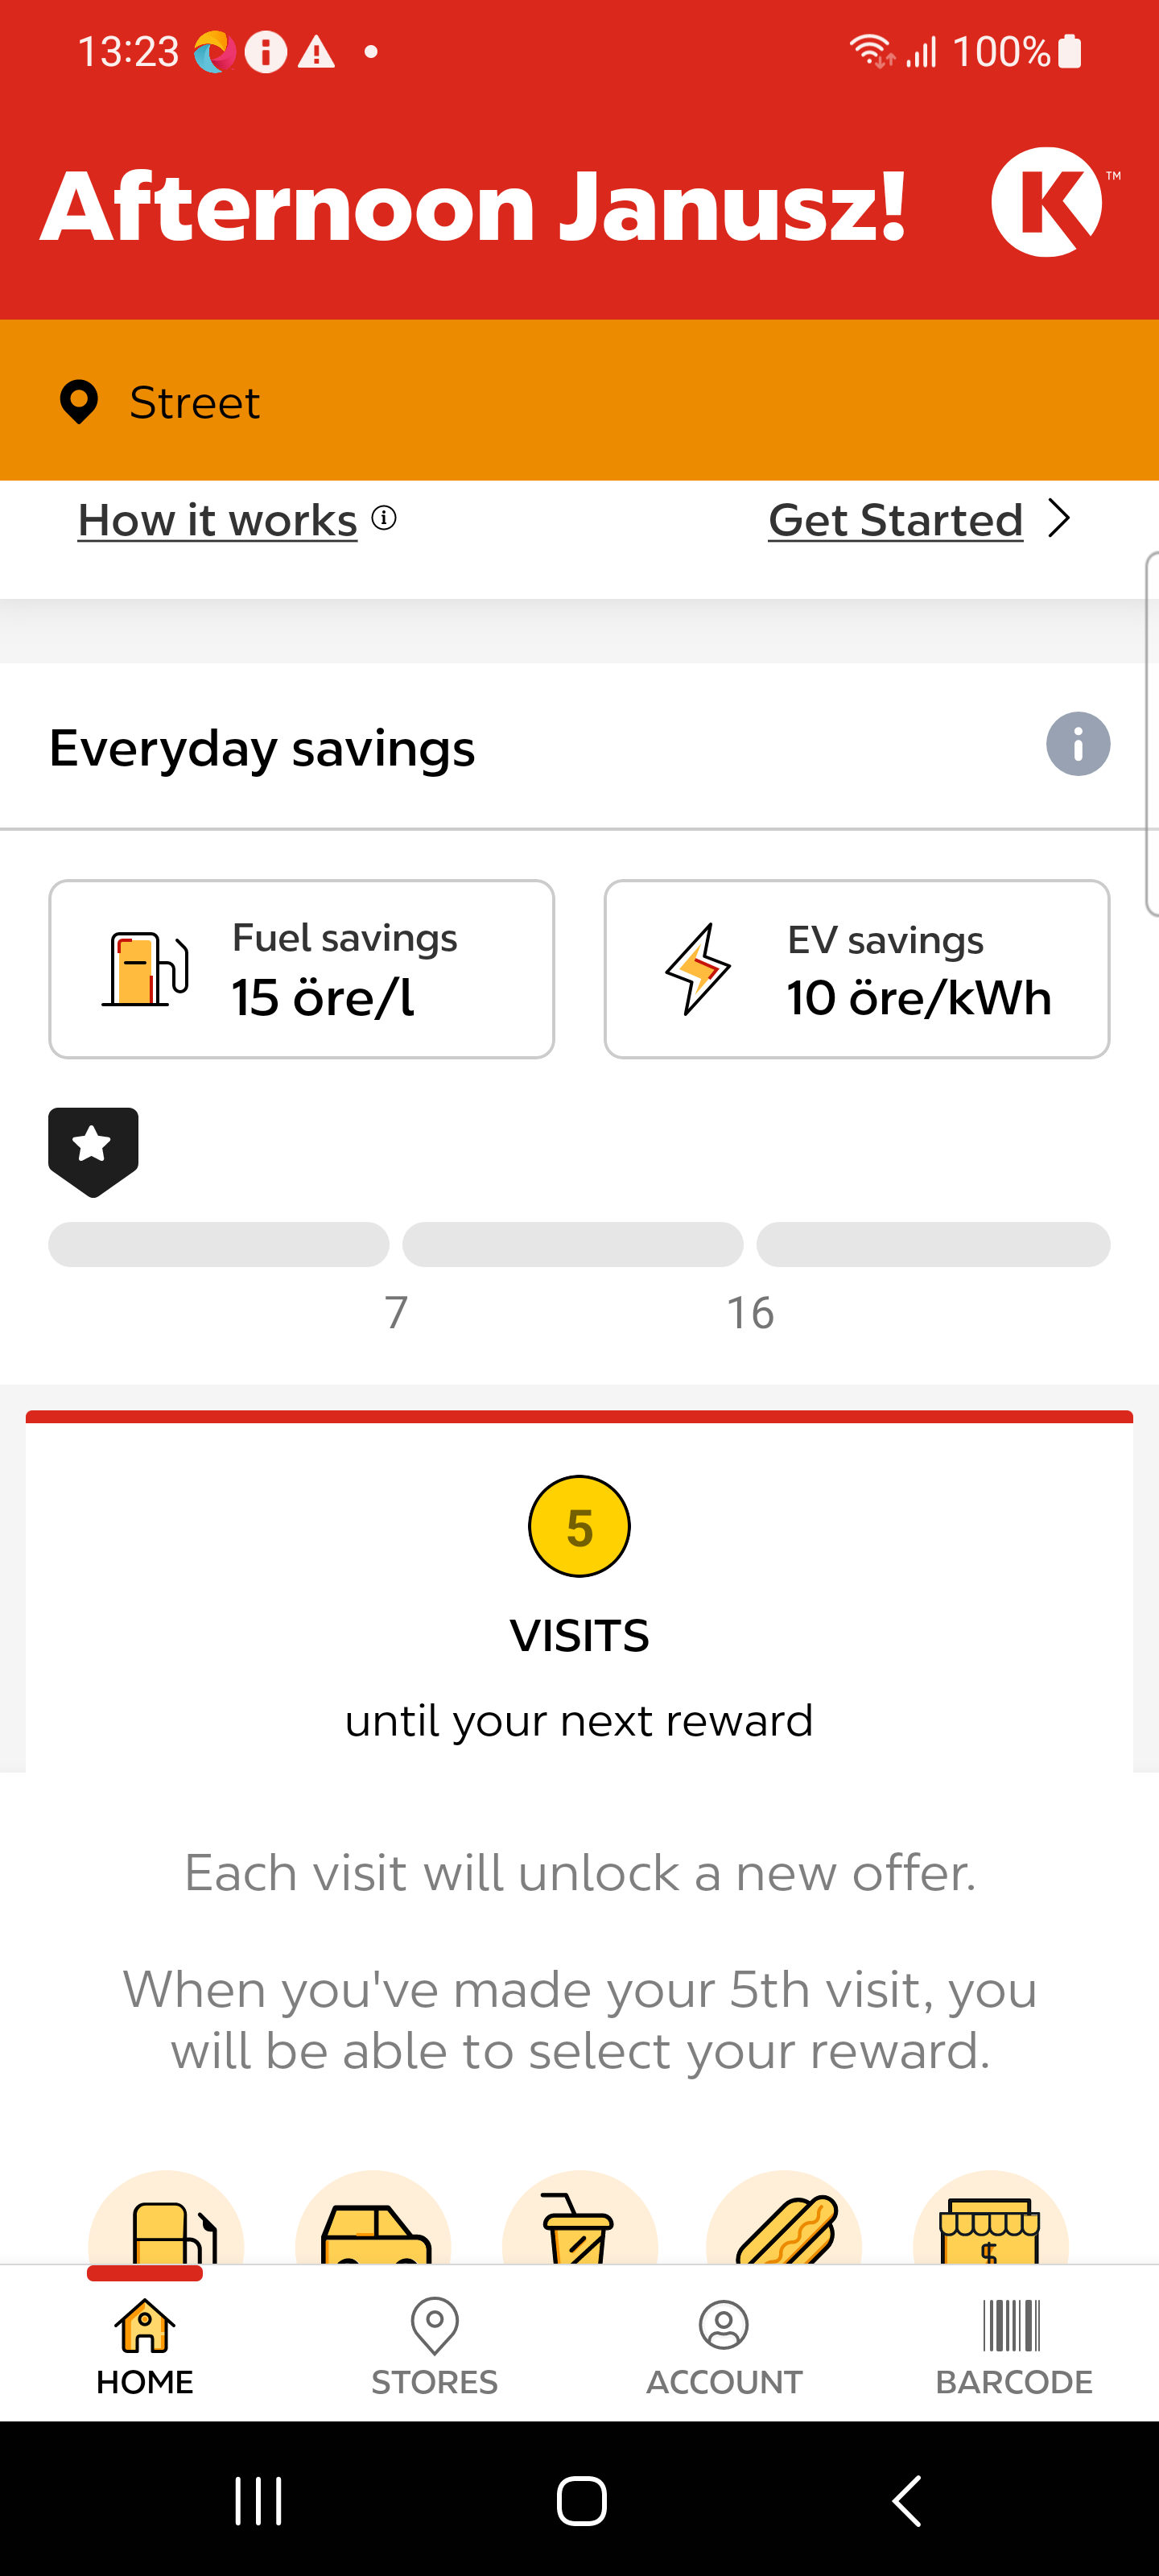 13:23
100%
Afternoon Janusz!
K™
Street
How it works
Get Started
Everyday savings
Fuel savings
15 öre/l
EV savings
10 öre/kWh
7
16
5
VISITS
until your next reward
Each visit will unlock a new offer.
When you've made your 5th visit, you
will be able to select your reward.
$
HOME
STORES
ACCOUNT
BARCODE